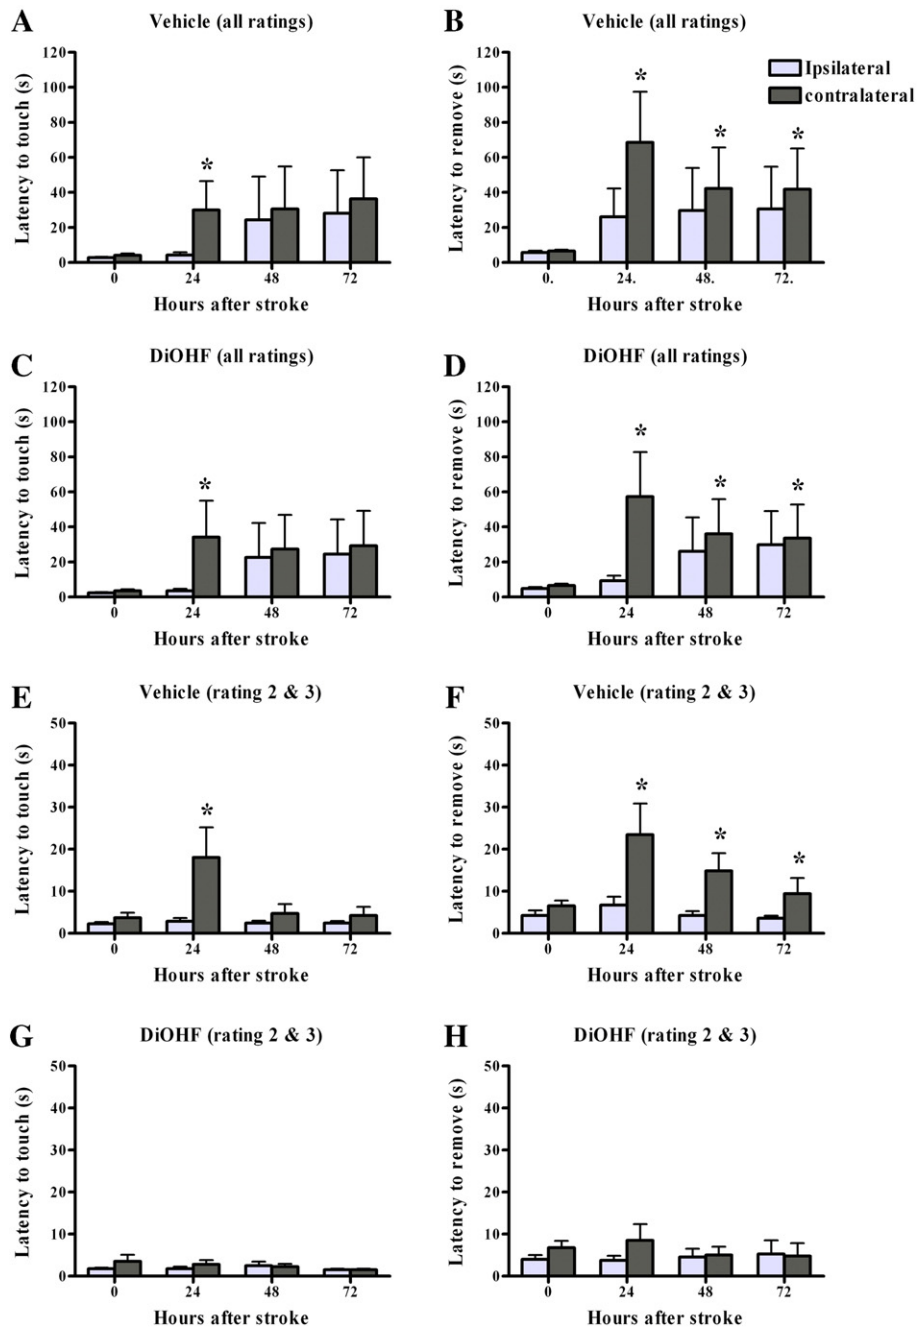 A
Vehicle (all ratings)
Latency to touch (s)
120
100
80
60
40
20
0
*
0 24 48 72
Hours after stroke
B
Vehicle (all ratings)
Latency to remove (s)
120
100
80
60
40
20
0
* * *
0. 24. 48. 72.
Hours after stroke
Ipsilateral
contralateral
C
DiOHF (all ratings)
Latency to touch (s)
120
100
80
60
40
20
0
*
0 24 48 72
Hours after stroke
D
DiOHF (all ratings)
Latency to remove (s)
120
100
80
60
40
20
0
* * *
0 24 48 72
Hours after stroke
E
Vehicle (rating 2 & 3)
Latency to touch (s)
50
40
30
20
10
0
*
0 24 48 72
Hours after stroke
F
Vehicle (rating 2 & 3)
Latency to remove (s)
50
40
30
20
10
0
* * *
0 24 48 72
Hours after stroke
G
DiOHF (rating 2 & 3)
Latency to touch (s)
50
40
30
20
10
0
0 24 48 72
Hours after stroke
H
DiOHF (rating 2 & 3)
Latency to remove (s)
50
40
30
20
10
0
0 24 48 72
Hours after stroke